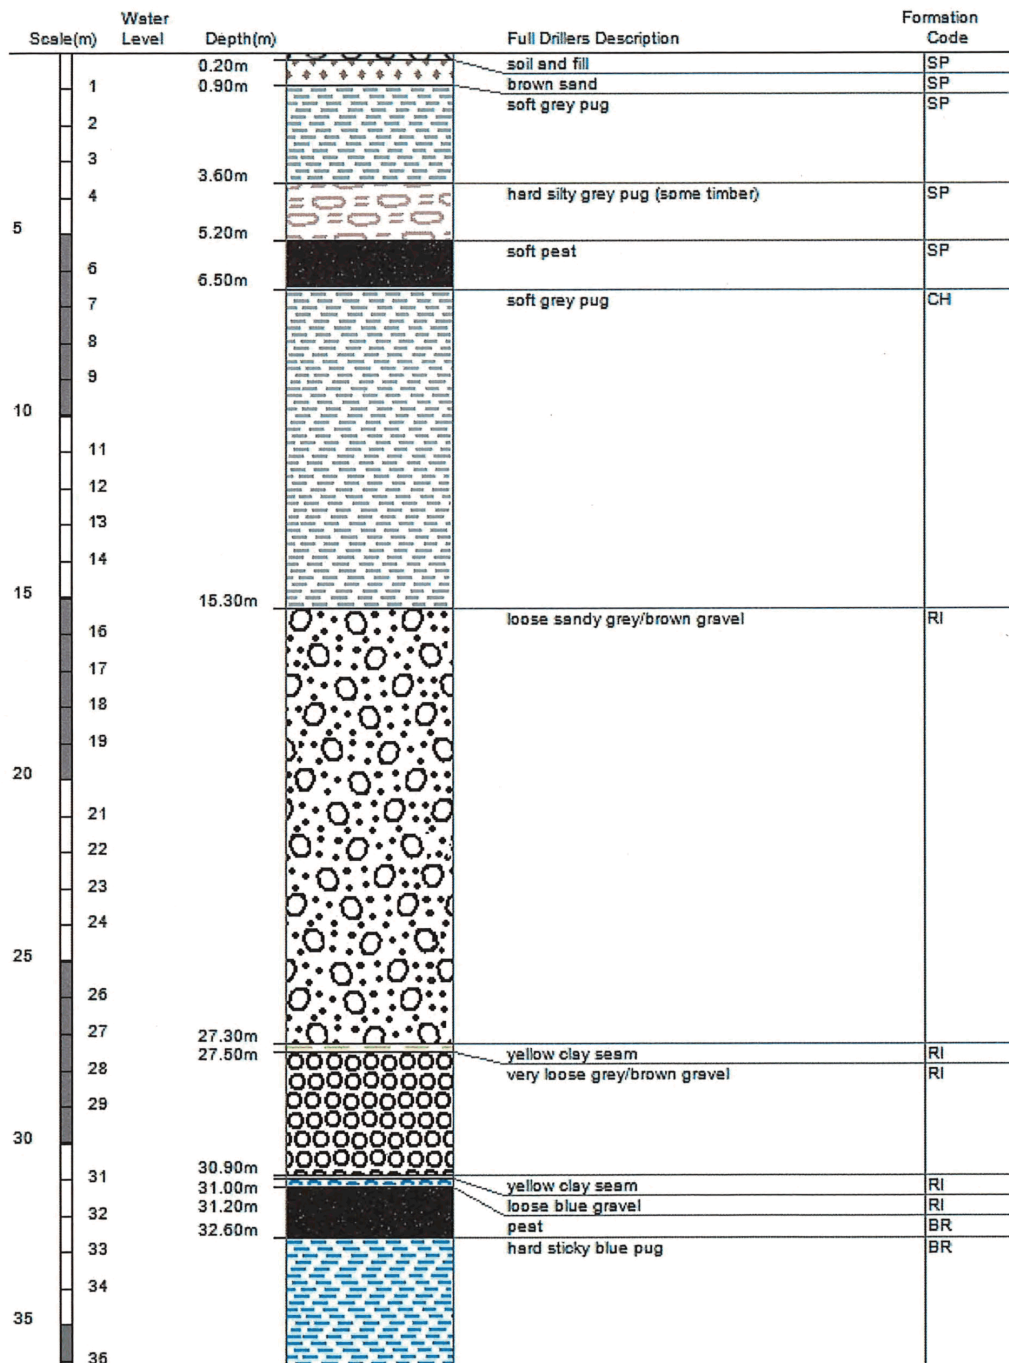 Water Formation
Scale(m) Level Depth(m) Full Drillers Description Code
0.20m soil and fill SP
0.90m brown sand SP
1 soft grey pug SP
2
3
3.60m
4 hard silty grey pug (some timber) SP
5
5.20m soft peat SP
6
6.50m
7 soft grey pug CH
8
9
10
11
12
13
14
15
15.30m
16 loose sandy grey/brown gravel RI
17
18
19
20
21
22
23
24
25
26
27
27.30m
27.50m yellow clay seam RI
28 very loose grey/brown gravel RI
29
30
30.90m
31
31.00m yellow clay seam RI
31.20m loose blue gravel RI
32
32.60m peat BR
33 hard sticky blue pug BR
34
35
36